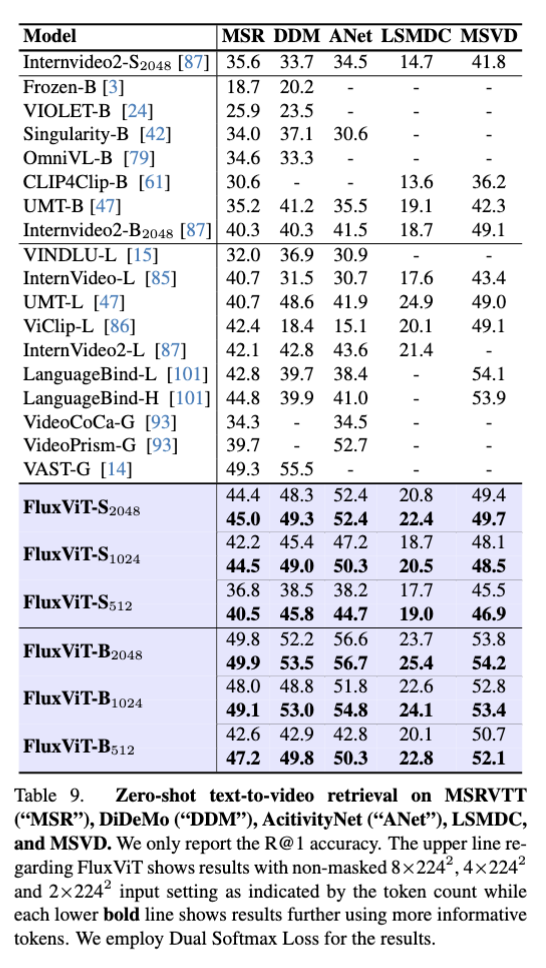 Model MSR DDM ANet LSMDC MSVD
Internvideo2-S2048 [87] 35.6 33.7 34.5 14.7 41.8
Frozen-B [3] 18.7 20.2 - - -
VIOLET-B [24] 25.9 23.5 - - -
Singularity-B [42] 34.0 37.1 30.6 - -
OmniVL-B [79] 34.6 33.3 - - -
CLIP4Clip-B [61] 30.6 - - 13.6 36.2
UMT-B [47] 35.2 41.2 35.5 19.1 42.3
Internvideo2-B2048 [87] 40.3 40.3 41.5 18.7 49.1
VINDLU-L [15] 32.0 36.9 30.9 - -
InternVideo-L [85] 40.7 31.5 30.7 17.6 43.4
UMT-L [47] 40.7 48.6 41.9 24.9 49.0
ViClip-L [86] 42.4 18.4 15.1 20.1 49.1
InternVideo2-L [87] 42.1 42.8 43.6 21.4 -
LanguageBind-L [101] 42.8 39.7 38.4 - 54.1
LanguageBind-H [101] 44.8 39.9 41.0 - 53.9
VideoCoCa-G [93] 34.3 - 34.5 - -
VideoPrism-G [93] 39.7 - 52.7 - -
VAST-G [14] 49.3 55.5 - - -
FluxViT-S2048 44.4 48.3 52.4 20.8 49.4
45.0 49.3 52.4 22.4 49.7
FluxViT-S1024 42.2 45.4 47.2 18.7 48.1
44.5 49.0 50.3 20.5 48.5
FluxViT-S512 36.8 38.5 38.2 17.7 45.5
40.5 45.8 44.7 19.0 46.9
FluxViT-B2048 49.8 52.2 56.6 23.7 53.8
49.9 53.5 56.7 25.4 54.2
FluxViT-B1024 48.0 48.8 51.8 22.6 52.8
49.1 53.0 54.8 24.1 53.4
FluxViT-B512 42.6 42.9 42.8 20.1 50.7
47.2 49.8 50.3 22.8 52.1
Table 9. Zero-shot text-to-video retrieval on MSRVTT
("MSR"), DiDeMo ("DDM"), AcitivityNet ("ANet"), LSMDC,
and MSVD. We only report the R@1 accuracy. The upper line re-
garding FluxViT shows results with non-masked 8×224², 4×224²
and 2×224² input setting as indicated by the token count while
each lower bold line shows results further using more informative
tokens. We employ Dual Softmax Loss for the results.